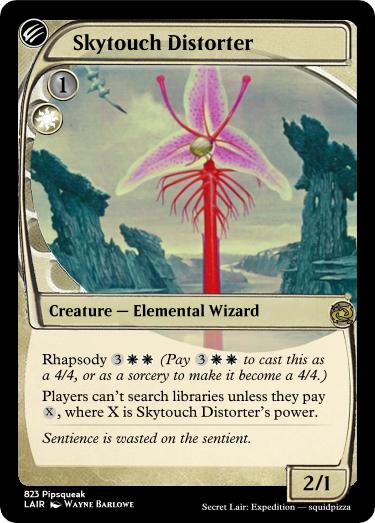 Skytouch Distorter
1
Creature — Elemental Wizard
Rhapsody 3 (Pay 3 to cast this as
a 4/4, or as a sorcery to make it become a 4/4.)
Players can't search libraries unless they pay
X, where X is Skytouch Distorter's power.
Sentience is wasted on the sentient.
2/1
823 Pipsqueak
LAIR Wayne Barlowe
Secret Lair: Expedition — squidpizza